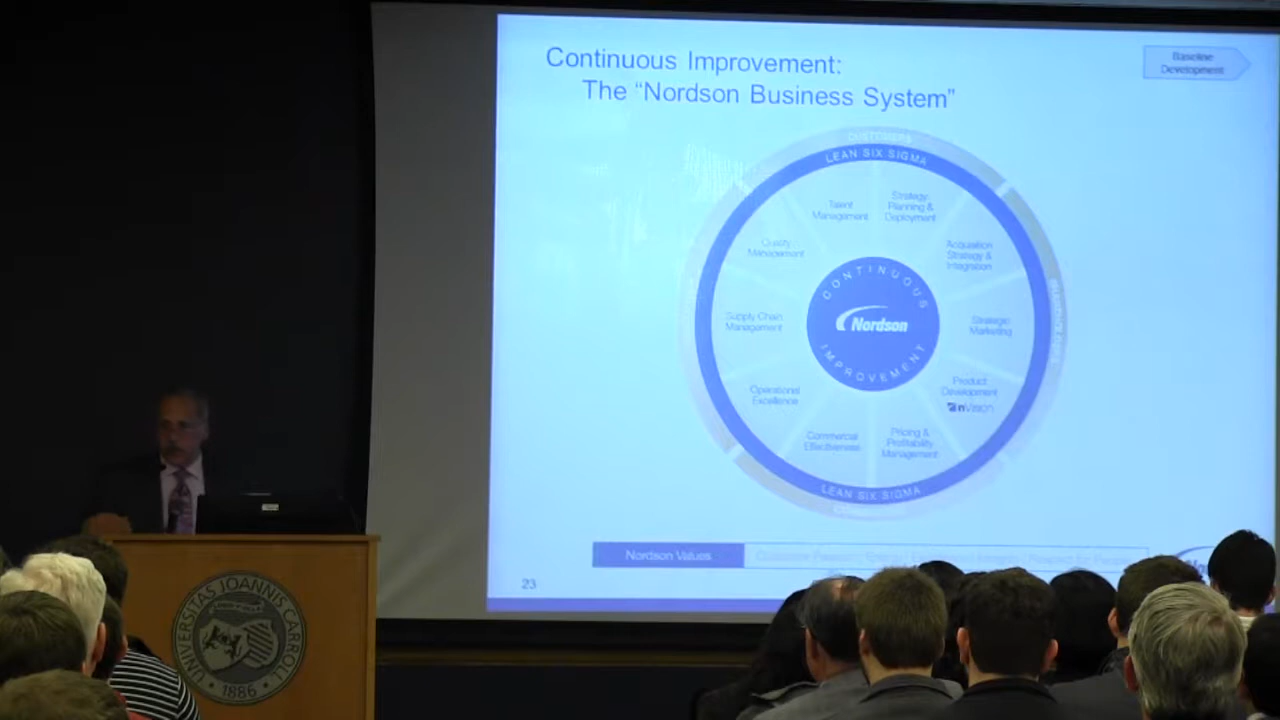 Continuous Improvement:
The “Nordson Business System”
Baseline
Development
CUSTOMERS
LEAN SIX SIGMA
Talent
Management
Strategy
Planning &
Deployment
Quality
Management
Acquisition
Strategy &
Integration
CONTINUOUS
Nordson
IMPROVEMENT
Supply Chain
Management
Strategic
Marketing
Operational
Excellence
Product
Development
nVision
Commercial
Effectiveness
Pricing &
Profitability
Management
LEAN SIX SIGMA
Nordson Values
23
UNIVERSITAS JOANNIS CARROLL
1886